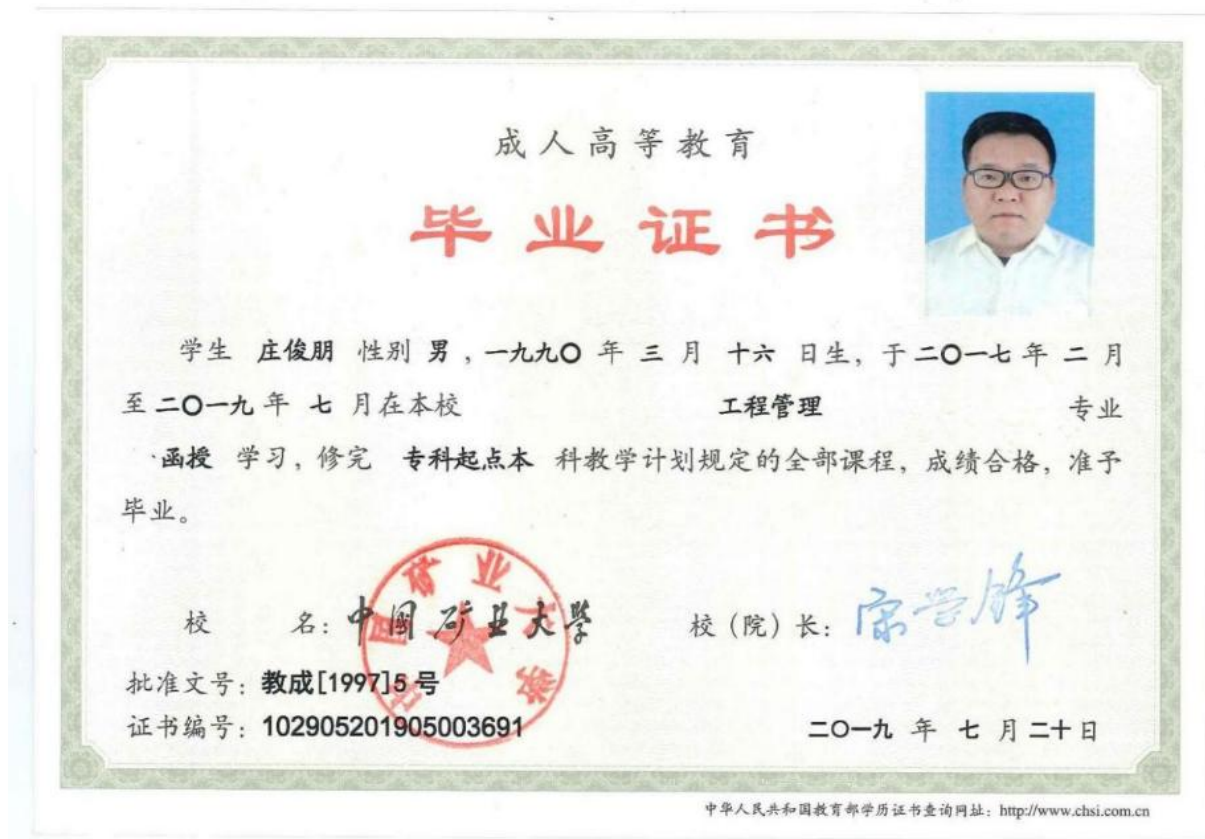 成人高等教育
毕业证书
学生 庄俊朋 性别 男，一九九〇 年 三 月 十六 日生，于 二〇一七 年 二 月
至 二〇一九 年 七 月在本校 工程管理 专业
函授 学习，修完 专科起点本 科教学计划规定的全部课程，成绩合格，准予
毕业。
中国矿业大学
校 名：中国矿业大学 校（院）长：
批准文号：教成[1997]5 号
证书编号：102905201905003691 二〇一九 年 七 月 二十 日
中华人民共和国教育部学历证书查询网址：http://www.chsi.com.cn